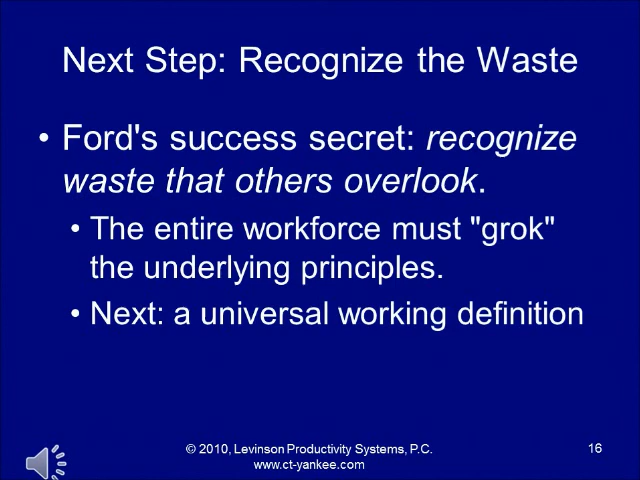 Next Step: Recognize the Waste
• Ford's success secret: recognize
waste that others overlook.
• The entire workforce must "grok"
the underlying principles.
• Next: a universal working definition
© 2010, Levinson Productivity Systems, P.C.
www.ct-yankee.com
16